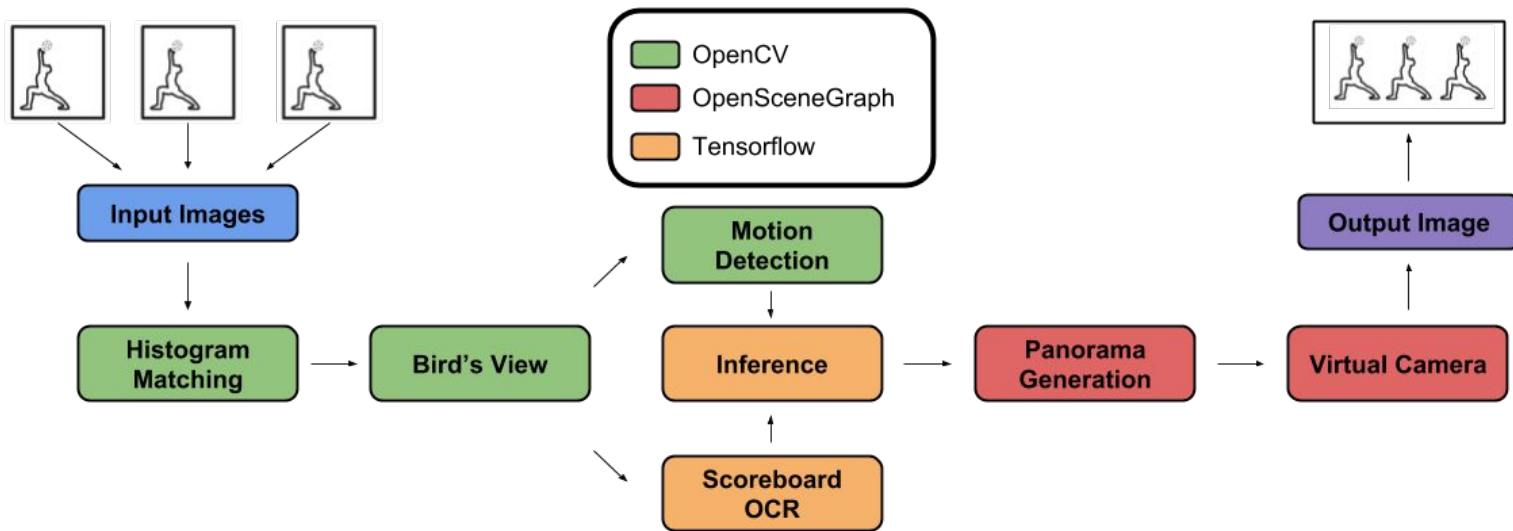 OpenCV
OpenSceneGraph
Tensorflow
Input Images
Motion
Detection
Output Image
Histogram
Matching
Bird's View
Inference
Panorama
Generation
Virtual Camera
Scoreboard
OCR